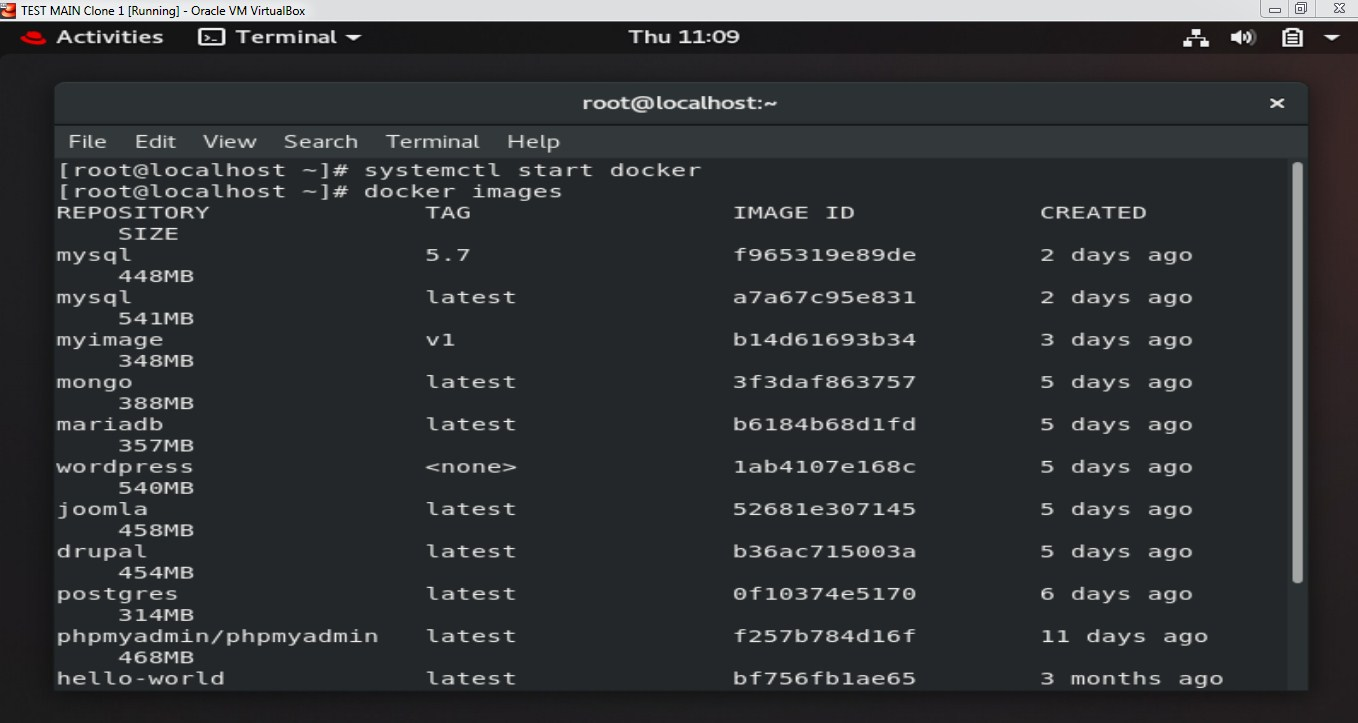 TEST MAIN Clone 1 [Running] - Oracle VM VirtualBox
Activities Terminal Thu 11:09
root@localhost:~
File Edit View Search Terminal Help
[root@localhost ~]# systemctl start docker
[root@localhost ~]# docker images
REPOSITORY TAG IMAGE ID CREATED
SIZE
mysql 5.7 f965319e89de 2 days ago
448MB
mysql latest a7a67c95e831 2 days ago
541MB
myimage v1 b14d61693b34 3 days ago
348MB
mongo latest 3f3daf863757 5 days ago
388MB
mariadb latest b6184b68d1fd 5 days ago
357MB
wordpress <none> 1ab4107e168c 5 days ago
540MB
joomla latest 52681e307145 5 days ago
458MB
drupal latest b36ac715003a 5 days ago
454MB
postgres latest 0f10374e5170 6 days ago
314MB
phpmyadmin/phpmyadmin latest f257b784d16f 11 days ago
468MB
hello-world latest bf756fb1ae65 3 months ago